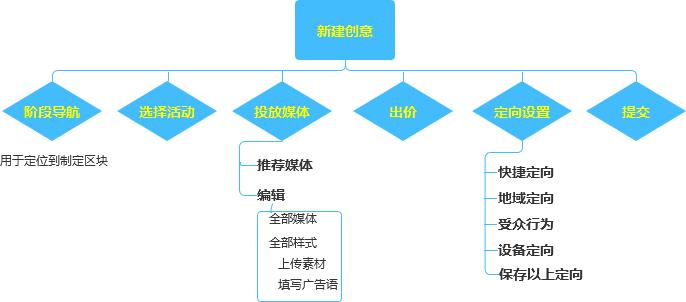 新建创意
阶段导航
选择活动
投放媒体
出价
定向设置
提交
用于定位到制定区块
推荐媒体
编辑
全部媒体
全部样式
上传素材
填写广告语
快捷定向
地域定向
受众行为
设备定向
保存以上定向